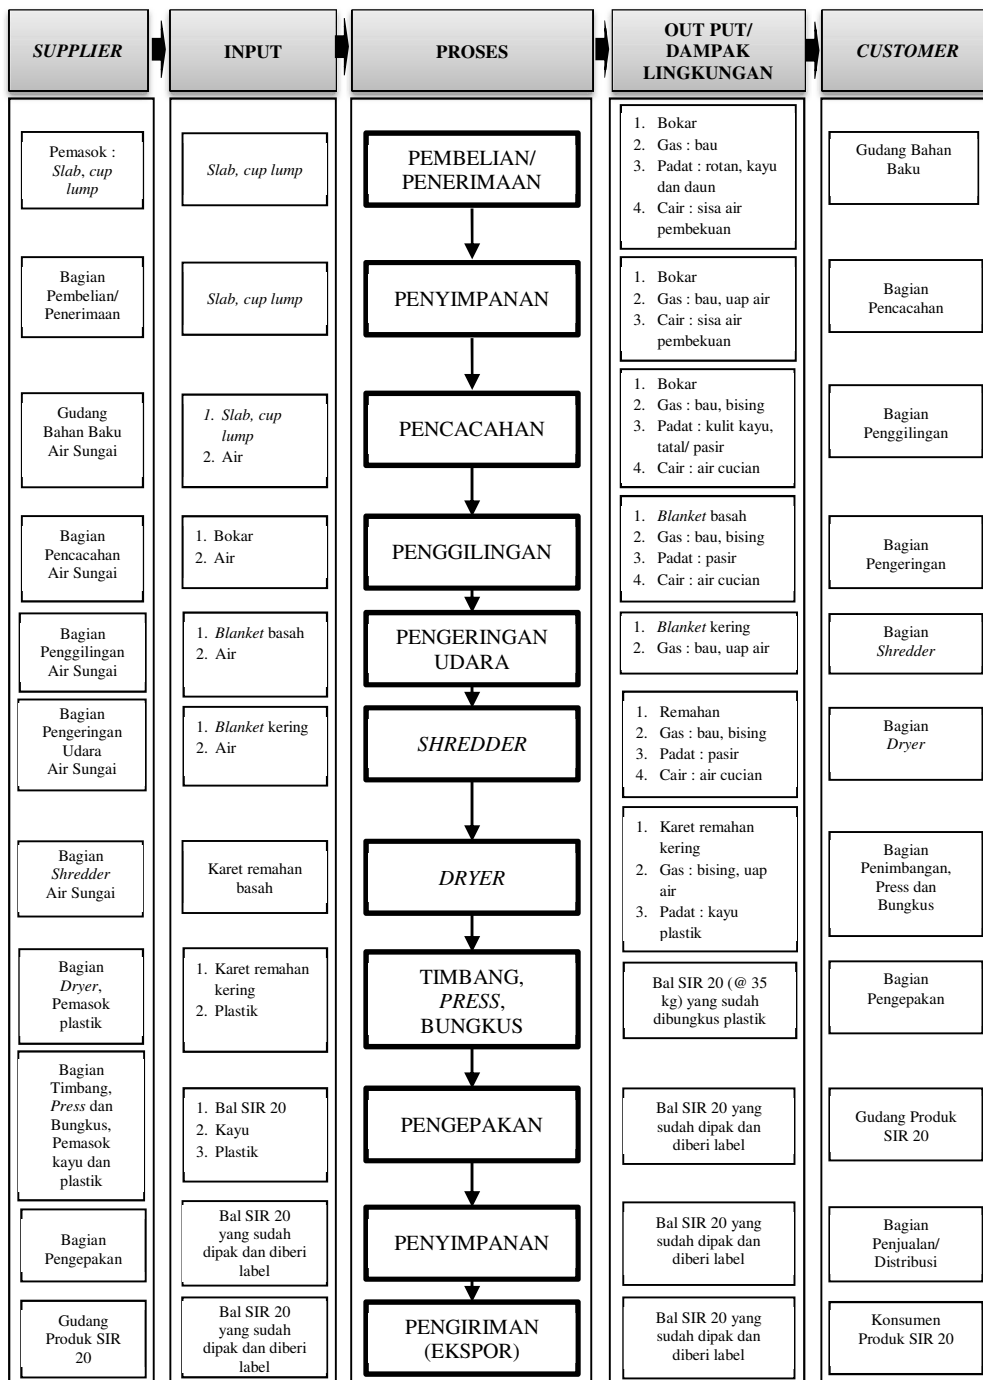 SUPPLIER
INPUT
PROSES
OUT PUT/
DAMPAK
LINGKUNGAN
CUSTOMER
Pemasok :
Slab, cup
lump
Slab, cup lump
PEMBELIAN/
PENERIMAAN
1. Bokar
2. Gas : bau
3. Padat : rotan, kayu
dan daun
4. Cair : sisa air
pembekuan
Gudang Bahan
Baku
Bagian
Pembelian/
Penerimaan
Slab, cup lump
PENYIMPANAN
1. Bokar
2. Gas : bau, uap air
3. Cair : sisa air
pembekuan
Bagian
Pencacahan
Gudang
Bahan Baku
Air Sungai
1. Slab, cup
lump
2. Air
PENCACAHAN
1. Bokar
2. Gas : bau, bising
3. Padat : kulit kayu,
tatal/ pasir
4. Cair : air cucian
Bagian
Penggilingan
Bagian
Pencacahan
Air Sungai
1. Bokar
2. Air
PENGGILINGAN
1. Blanket basah
2. Gas : bau, bising
3. Padat : pasir
4. Cair : air cucian
Bagian
Pengeringan
Bagian
Penggilingan
Air Sungai
1. Blanket basah
2. Air
PENGERINGAN
UDARA
1. Blanket kering
2. Gas : bau, uap air
Bagian
Shredder
Bagian
Pengeringan
Udara
Air Sungai
1. Blanket kering
2. Air
SHREDDER
1. Remahan
2. Gas : bau, bising
3. Padat : pasir
4. Cair : air cucian
Bagian
Dryer
Bagian
Shredder
Air Sungai
Karet remahan
basah
DRYER
1. Karet remahan
kering
2. Gas : bising, uap
air
3. Padat : kayu
plastik
Bagian
Penimbangan,
Press dan
Bungkus
Bagian
Dryer,
Pemasok
plastik
1. Karet remahan
kering
2. Plastik
TIMBANG,
PRESS,
BUNGKUS
Bal SIR 20 (@ 35
kg) yang sudah
dibungkus plastik
Bagian
Pengepakan
Bagian
Timbang,
Press dan
Bungkus,
Pemasok
kayu dan
plastik
1. Bal SIR 20
2. Kayu
3. Plastik
PENGEPAKAN
Bal SIR 20 yang
sudah dipak dan
diberi label
Gudang Produk
SIR 20
Bagian
Pengepakan
Bal SIR 20
yang sudah
dipak dan diberi
label
PENYIMPANAN
Bal SIR 20 yang
sudah dipak dan
diberi label
Bagian
Penjualan/
Distribusi
Gudang
Produk SIR
20
Bal SIR 20
yang sudah
dipak dan diberi
label
PENGIRIMAN
(EKSPOR)
Bal SIR 20 yang
sudah dipak dan
diberi label
Konsumen
Produk SIR 20